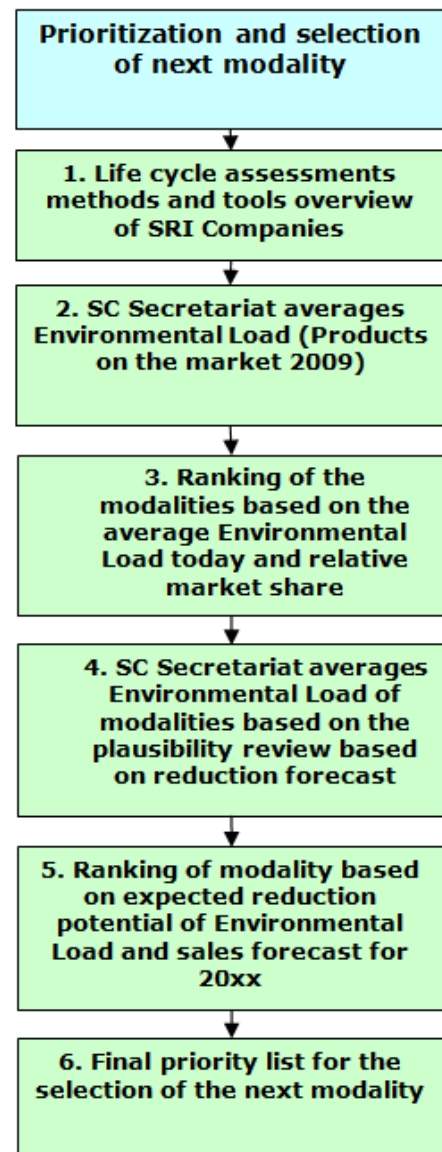 Prioritization and selection
of next modality
1. Life cycle assessments
methods and tools overview
of SRI Companies
2. SC Secretariat averages
Environmental Load (Products
on the market 2009)
3. Ranking of the
modalities based on the
average Environmental
Load today and relative
market share
4. SC Secretariat averages
Environmental Load of
modalities based on the
plausibility review based
on reduction forecast
5. Ranking of modality based
on expected reduction
potential of Environmental
Load and sales forecast for
20xx
6. Final priority list for the
selection of the next modality